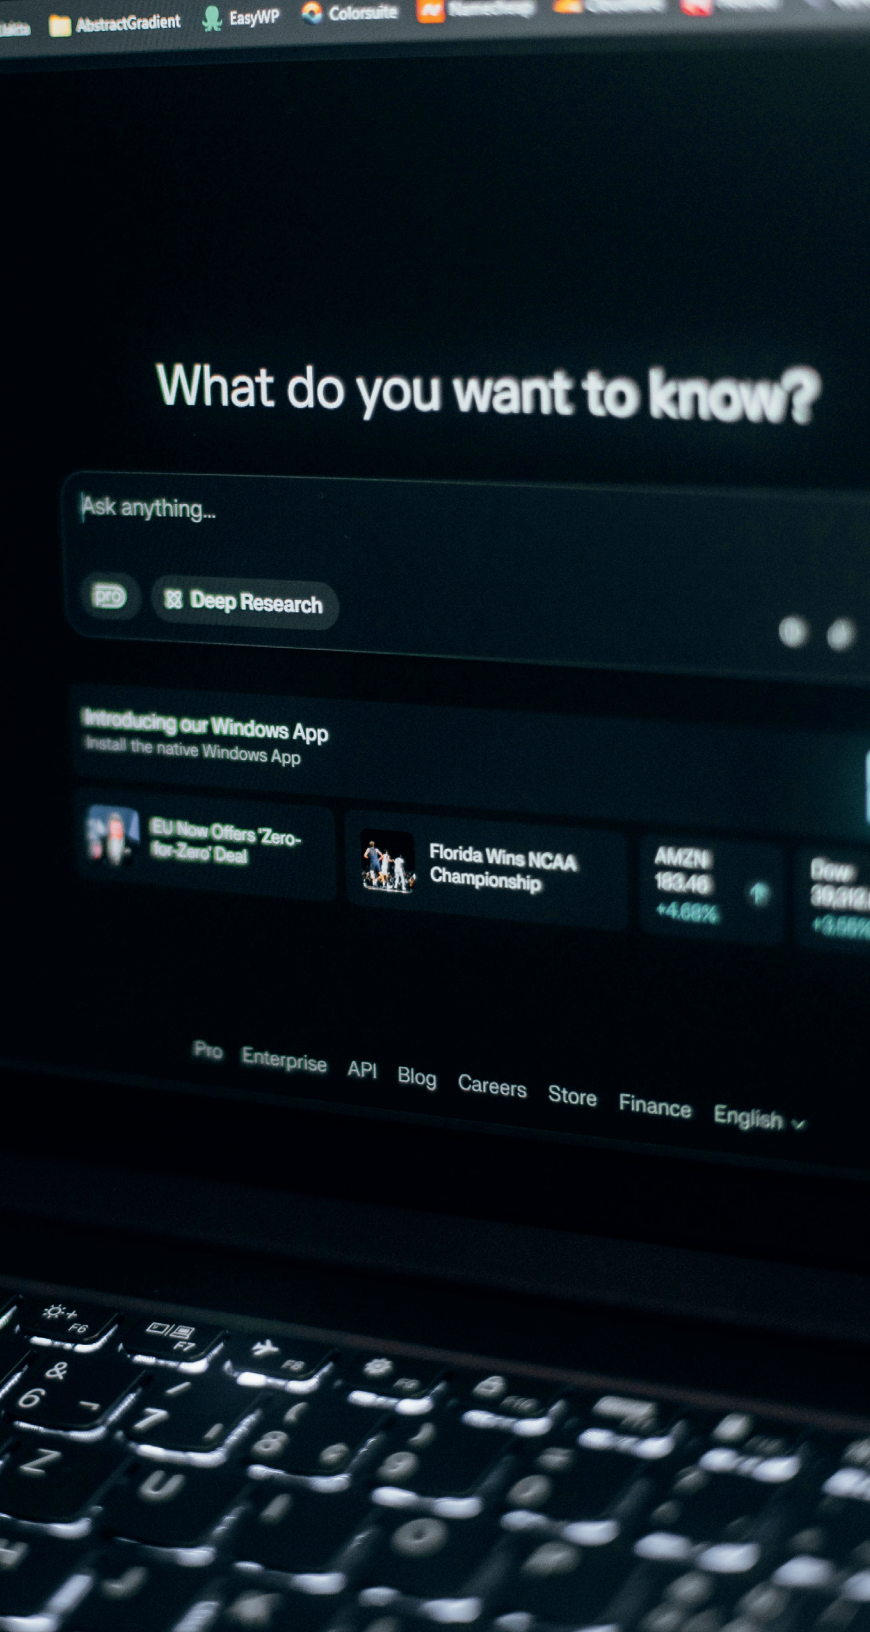 AbstractGradient EasyWP Colorsuite Namecheap
What do you want to know?
Ask anything...
pro Deep Research
Introducing our Windows App
Install the native Windows App
EU Now Offers 'Zero-
for-Zero' Deal
Florida Wins NCAA
Championship
AMZN
183.46
+4.68%
Dow
Pro Enterprise API Blog Careers Store Finance English
F6 F7 F8 F9
&
6 7 / 8 ( 9 )
Z U I O